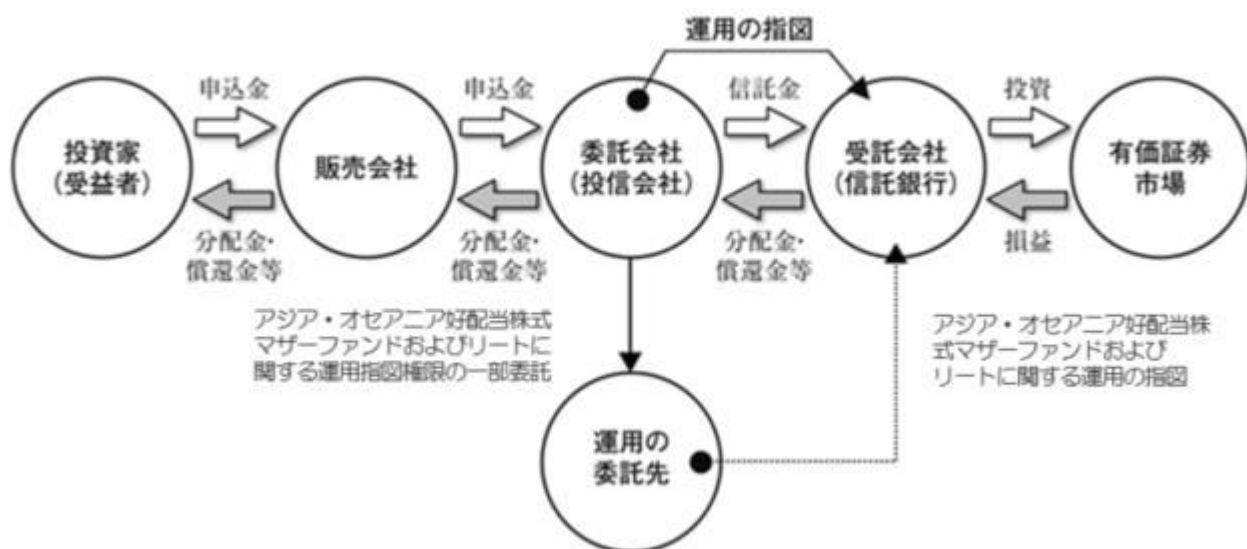 運用の指図
申込金
申込金
信託金
投資
投資家
（受益者）
販売会社
委託会社
（投信会社）
受託会社
（信託銀行）
有価証券
市場
分配金・
償還金等
分配金・
償還金等
分配金・
償還金等
損益
アジア・オセアニア好配当株式
マザーファンドおよびリートに
関する運用指図権限の一部委託
アジア・オセアニア好配当株
式マザーファンドおよび
リートに関する運用の指図
運用の
委託先